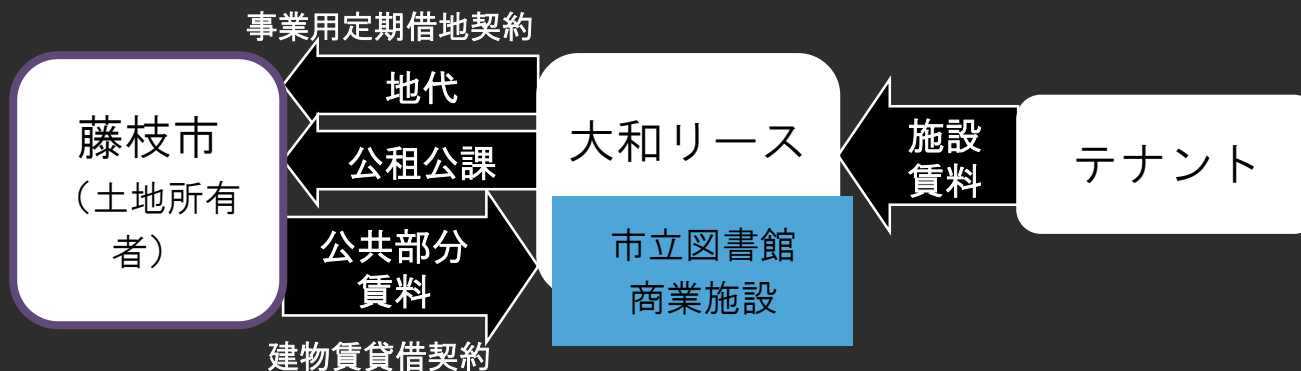 事業用定期借地契約
藤枝市
（土地所有
者）
地代
公租公課
公共部分
賃料
建物賃貸借契約
大和リース
市立図書館
商業施設
施設
賃料
テナント